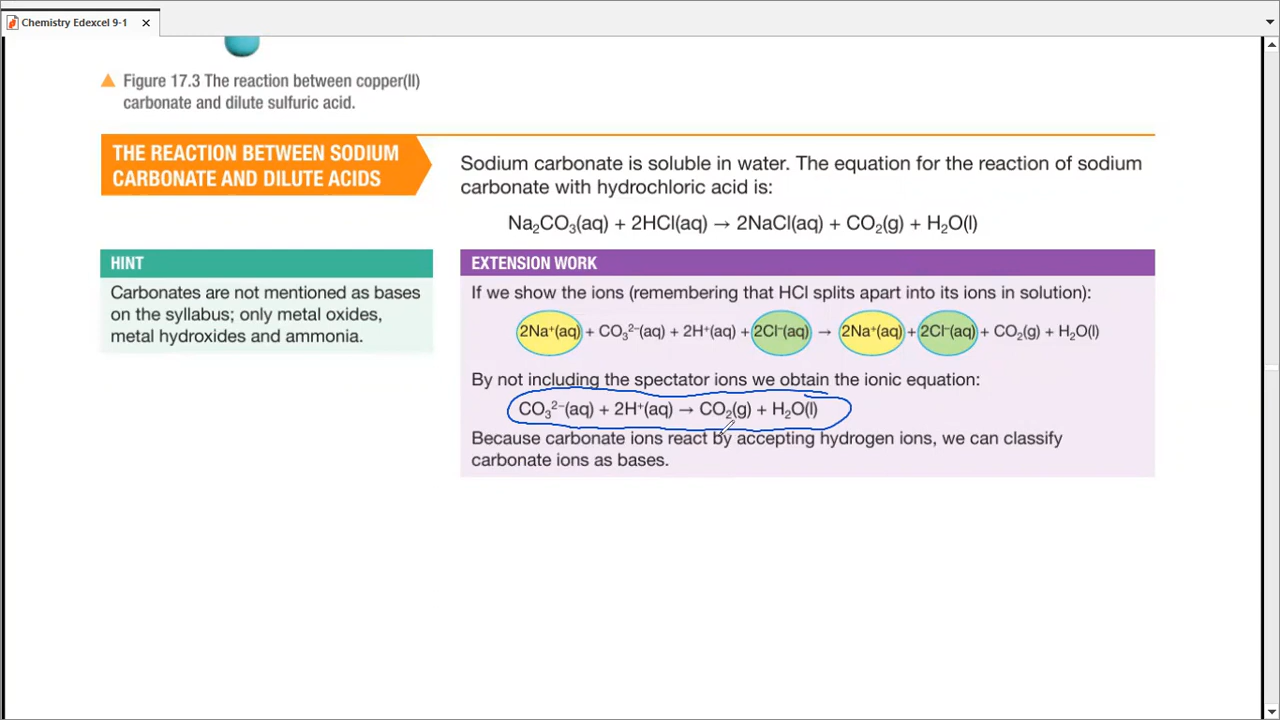 Chemistry Edexcel 9-1
Figure 17.3 The reaction between copper(II)
carbonate and dilute sulfuric acid.
THE REACTION BETWEEN SODIUM
CARBONATE AND DILUTE ACIDS
Sodium carbonate is soluble in water. The equation for the reaction of sodium
carbonate with hydrochloric acid is:
Na₂CO₃(aq) + 2HCl(aq) → 2NaCl(aq) + CO₂(g) + H₂O(l)
HINT
Carbonates are not mentioned as bases
on the syllabus; only metal oxides,
metal hydroxides and ammonia.
EXTENSION WORK
If we show the ions (remembering that HCl splits apart into its ions in solution):
2Na⁺(aq) + CO₃²⁻(aq) + 2H⁺(aq) + 2Cl⁻(aq) → 2Na⁺(aq) + 2Cl⁻(aq) + CO₂(g) + H₂O(l)
By not including the spectator ions we obtain the ionic equation:
CO₃²⁻(aq) + 2H⁺(aq) → CO₂(g) + H₂O(l)
Because carbonate ions react by accepting hydrogen ions, we can classify
carbonate ions as bases.